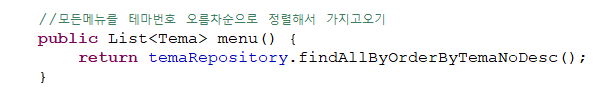 //모든메뉴를 테마번호 오름차순으로 정렬해서 가지고오기
public List<Tema> menu() {
return temaRepository.findAllByOrderByTemaNoDesc();
}